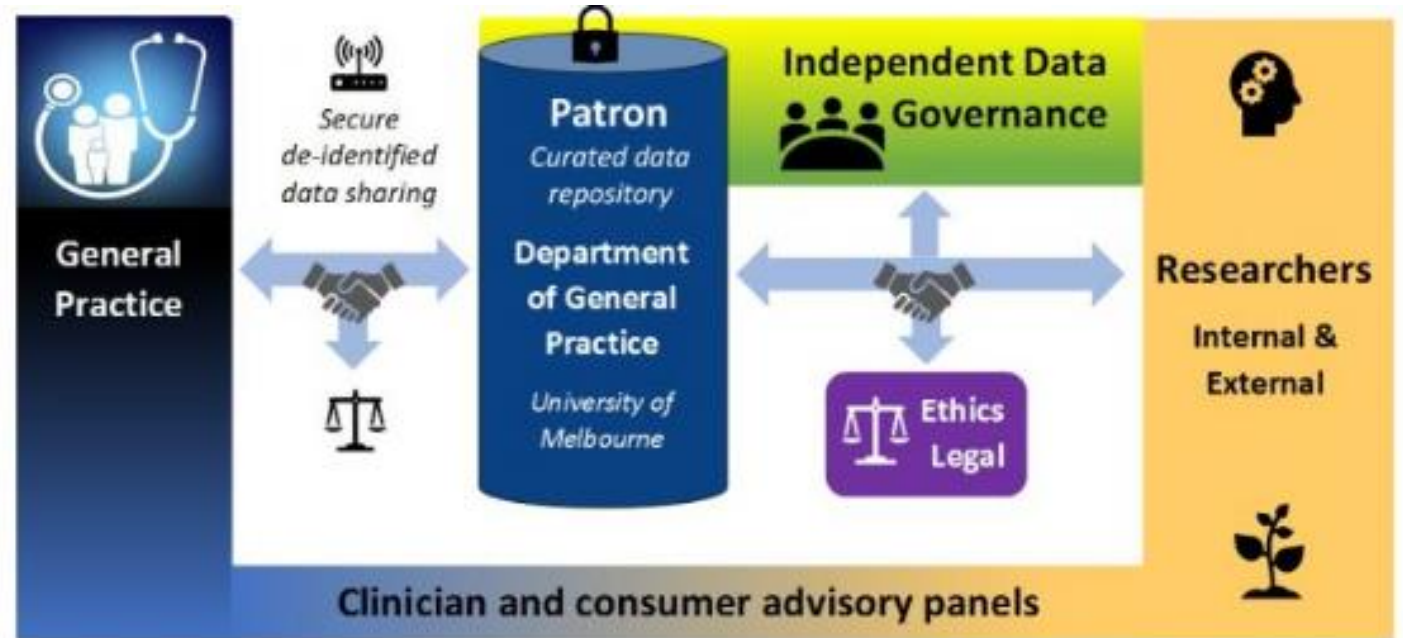 General
Practice
Secure
de-identified
data sharing
Patron
Curated data
repository
Department
of General
Practice
University of
Melbourne
Independent Data
Governance
Ethics
Legal
Researchers
Internal &
External
Clinician and consumer advisory panels